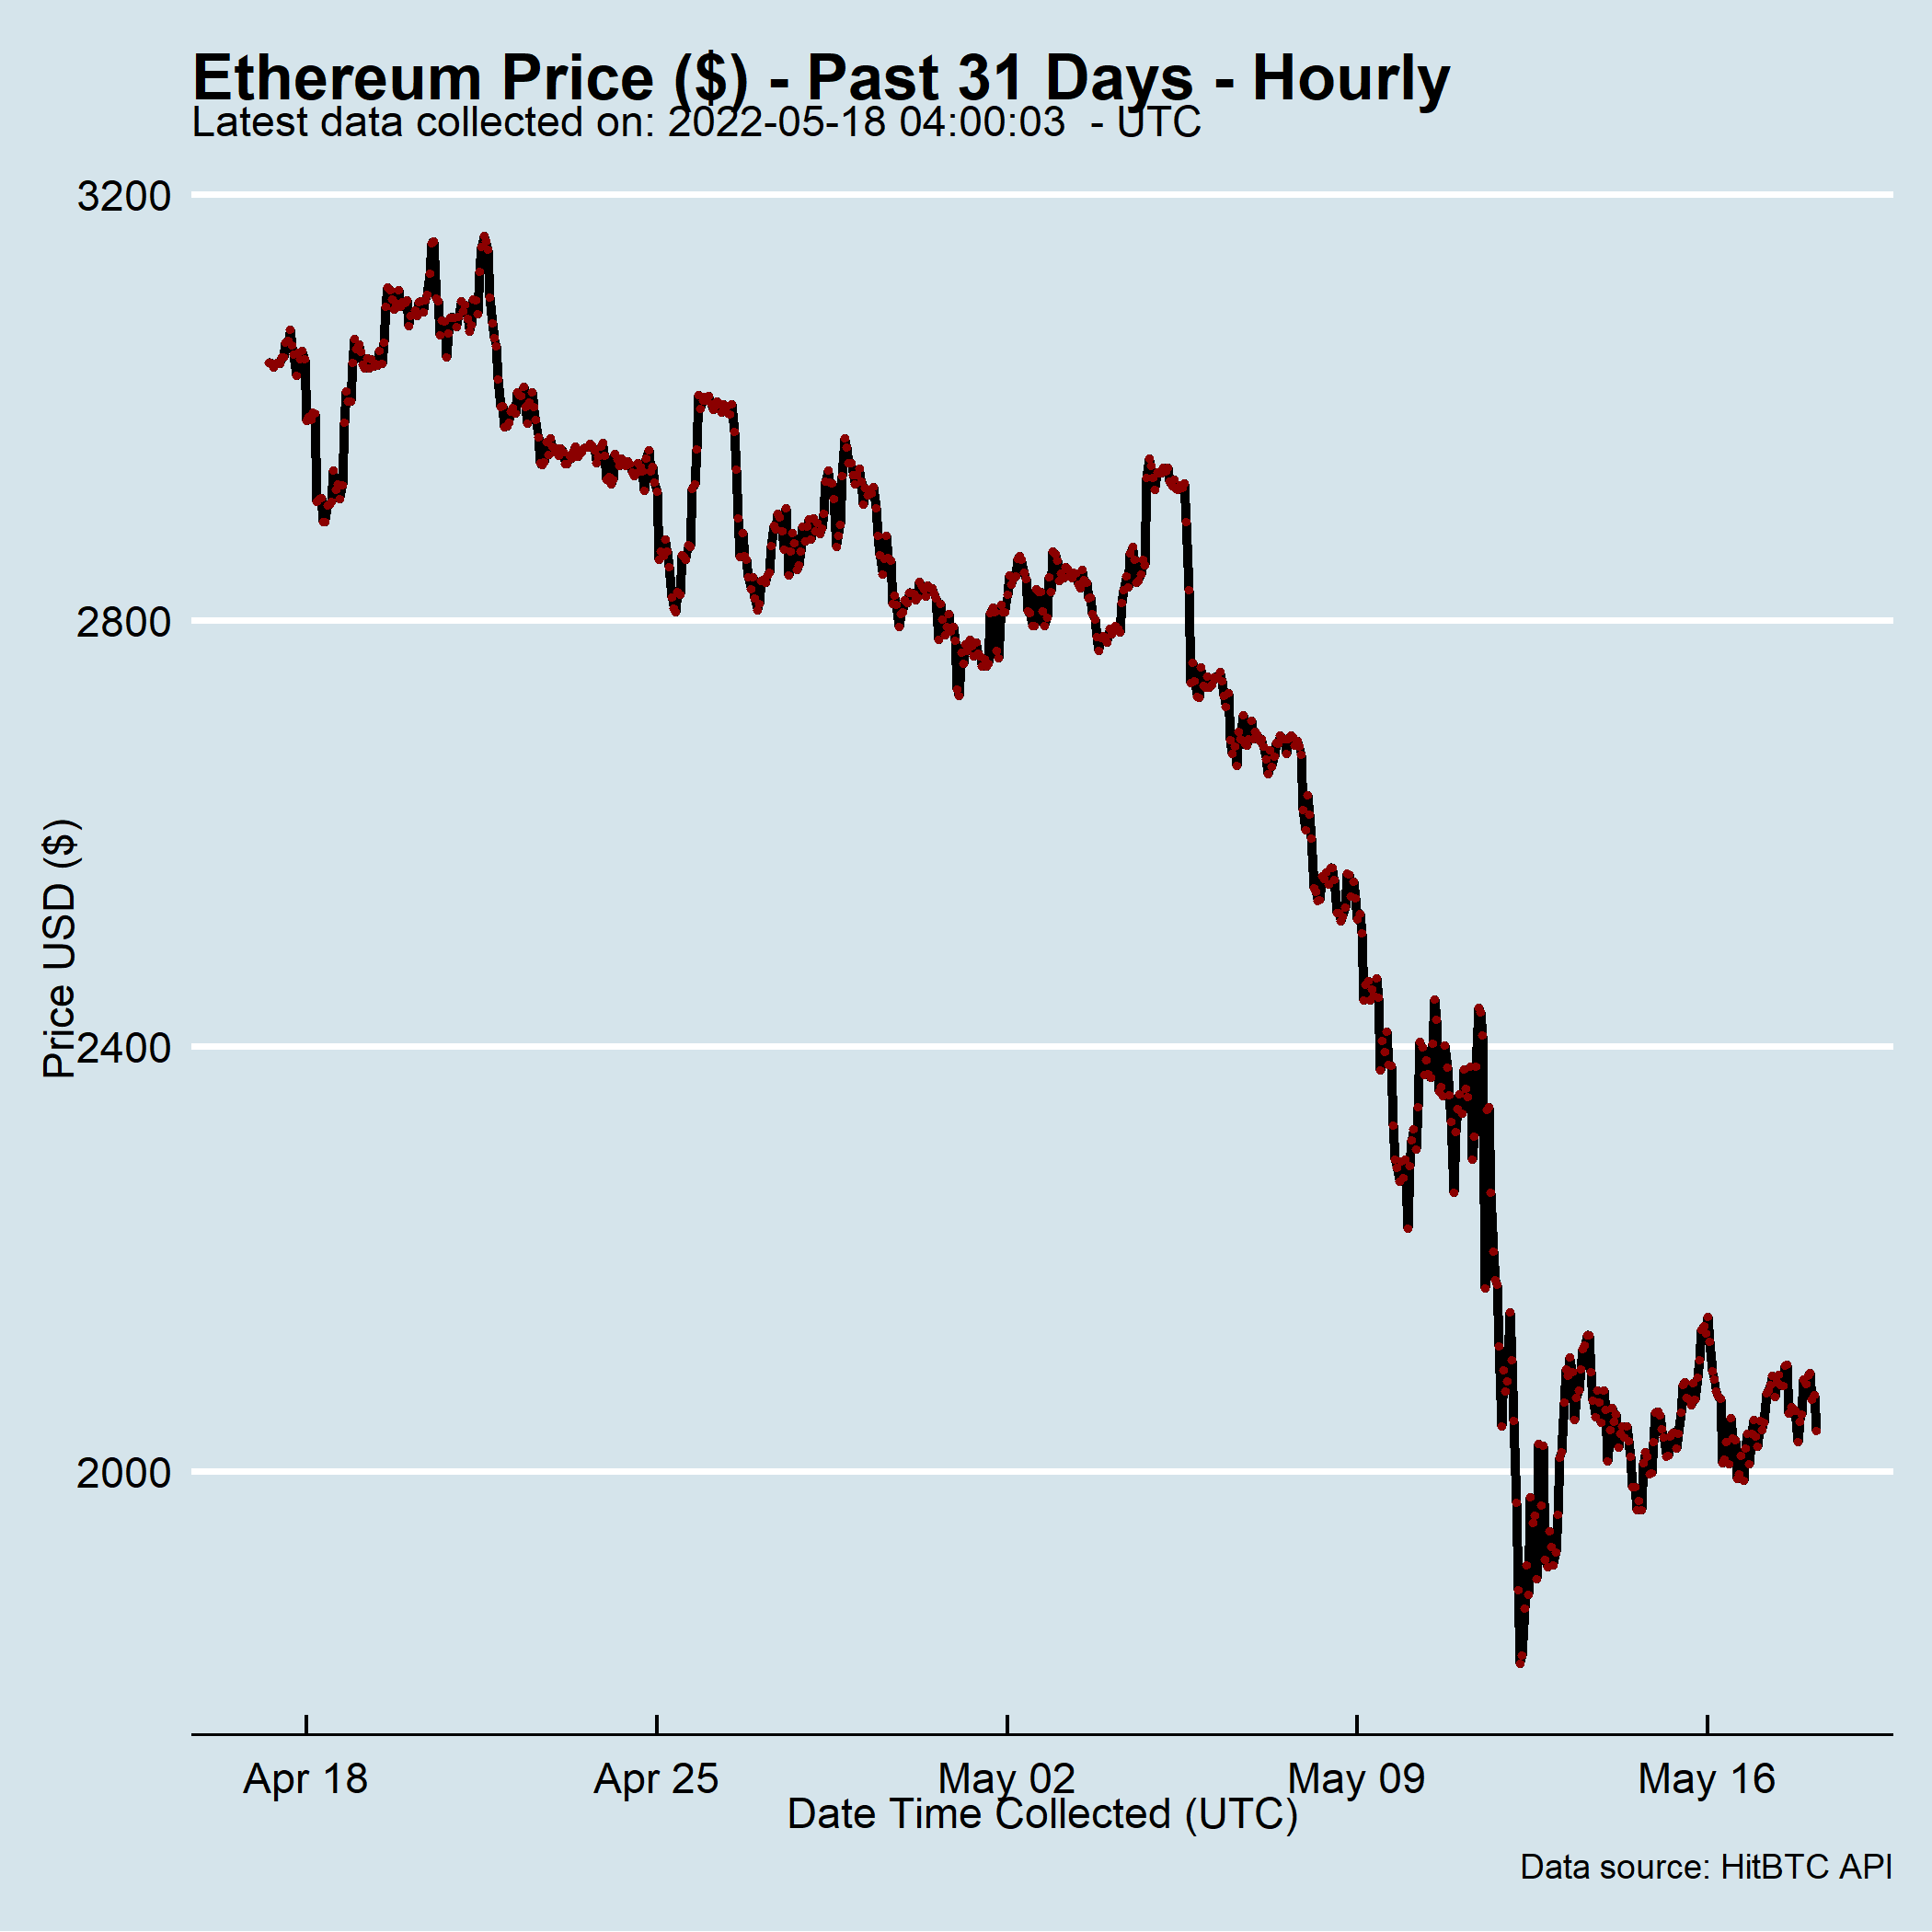 Ethereum Price ($) - Past 31 Days - Hourly
Latest data collected on: 2022-05-18 04:00:03  - UTC
3200
2800
2400
2000
Price USD ($)
Apr 18
Apr 25
May 02
May 09
May 16
Date Time Collected (UTC)
Data source: HitBTC API